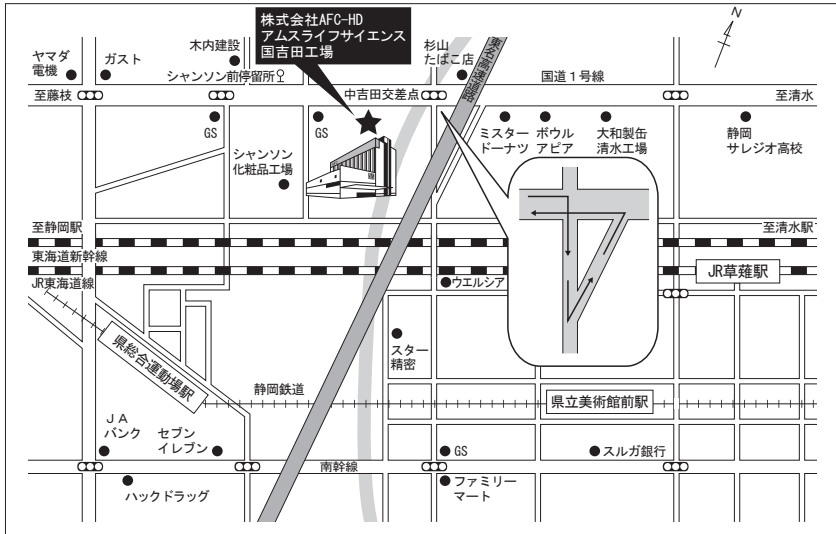 株式会社AFC-HD
アムスライフサイエンス
国吉田工場
N
ヤマダ
電機
ガスト
木内建設
シャンソン前停留所
杉山
たばこ店
東名高速道路
国道1号線
至藤枝
中吉田交差点
至清水
GS
GS
シャンソン
化粧品工場
ミスター
ドーナツ
ボウル
アピア
大和製缶
清水工場
静岡
サレジオ高校
至静岡駅
至清水駅
東海道新幹線
JR東海道線
JR草薙駅
ウエルシア
県総合運動場駅
スター
精密
静岡鉄道
県立美術館前駅
JA
バンク
セブン
イレブン
GS
スルガ銀行
南幹線
ハックドラッグ
ファミリー
マート